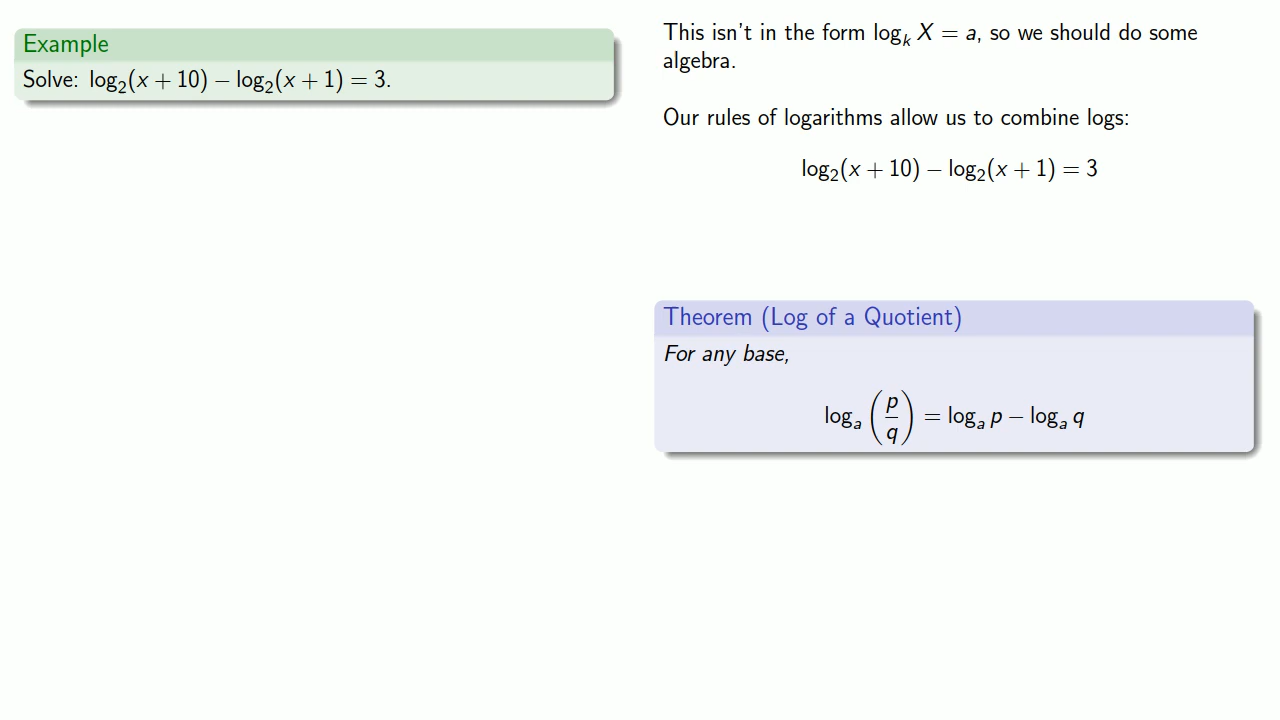 Example
Solve: log₂(x + 10) − log₂(x + 1) = 3.
This isn't in the form logₖ X = a, so we should do some
algebra.
Our rules of logarithms allow us to combine logs:
log₂(x + 10) − log₂(x + 1) = 3
Theorem (Log of a Quotient)
For any base,
logₐ (p/q) = logₐ p − logₐ q